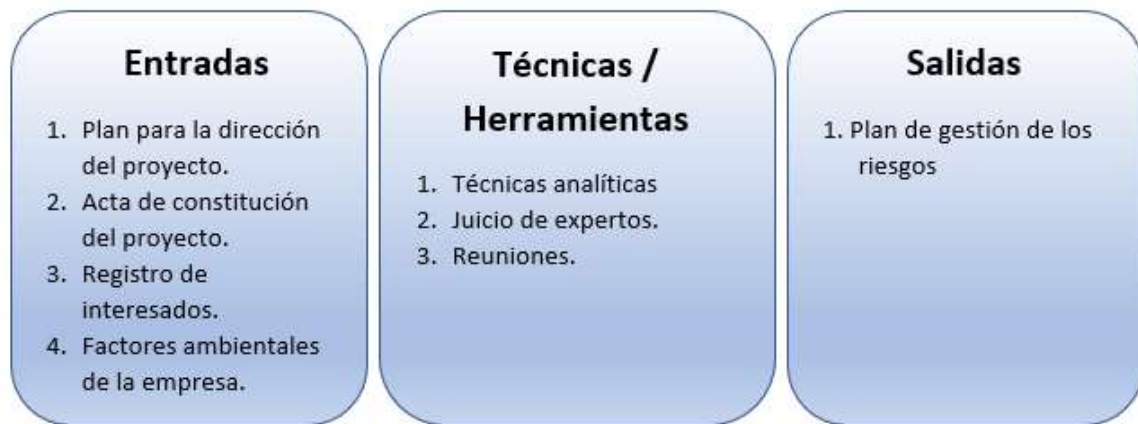 Entradas
1. Plan para la dirección
del proyecto.
2. Acta de constitución
del proyecto.
3. Registro de
interesados.
4. Factores ambientales
de la empresa.
Técnicas /
Herramientas
1. Técnicas analíticas
2. Juicio de expertos.
3. Reuniones.
Salidas
1. Plan de gestión de los
riesgos